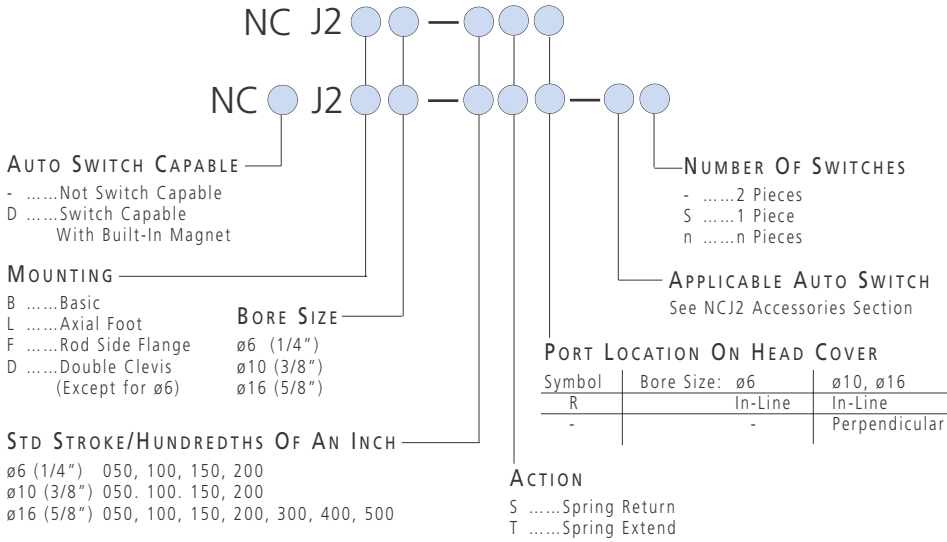 NC J2 —
NC J2 — —
AUTO SWITCH CAPABLE
- ......Not Switch Capable
D ......Switch Capable
With Built-In Magnet
NUMBER OF SWITCHES
- ......2 Pieces
S ......1 Piece
n ......n Pieces
MOUNTING
B ......Basic
L ......Axial Foot
F ......Rod Side Flange
D ......Double Clevis
(Except for ø6)
BORE SIZE
ø6 (1/4")
ø10 (3/8")
ø16 (5/8")
APPLICABLE AUTO SWITCH
See NCJ2 Accessories Section
PORT LOCATION ON HEAD COVER
Symbol Bore Size: ø6 ø10, ø16
R In-Line In-Line
- - Perpendicular
STD STROKE/HUNDREDTHS OF AN INCH
ø6 (1/4") 050, 100, 150, 200
ø10 (3/8") 050. 100. 150, 200
ø16 (5/8") 050, 100, 150, 200, 300, 400, 500
ACTION
S ......Spring Return
T ......Spring Extend